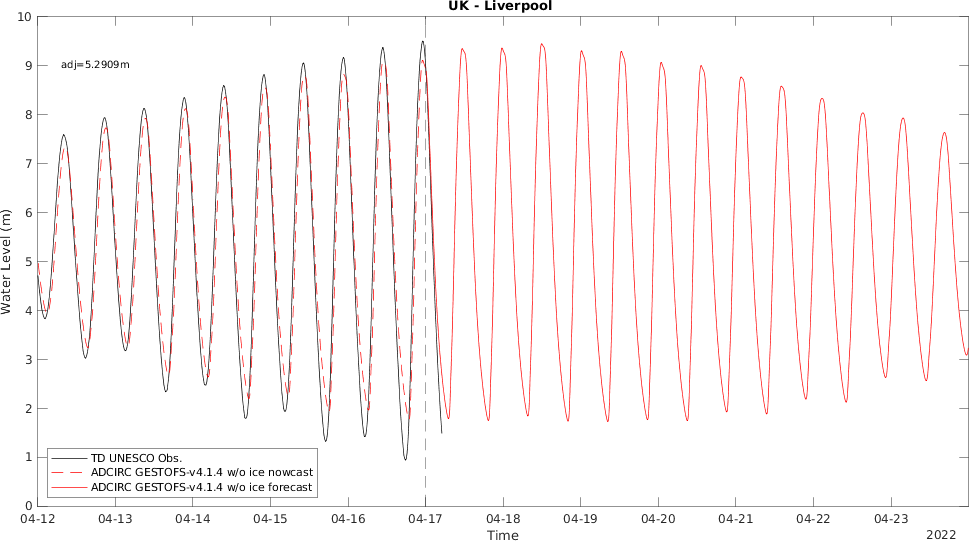 UK - Liverpool
adj=5.2909m
Water Level (m)
10
9
8
7
6
5
4
3
2
1
0
TD UNESCO Obs.
ADCIRC GESTOFS-v4.1.4 w/o ice nowcast
ADCIRC GESTOFS-v4.1.4 w/o ice forecast
04-12 04-13 04-14 04-15 04-16 04-17 04-18 04-19 04-20 04-21 04-22 04-23
Time
2022